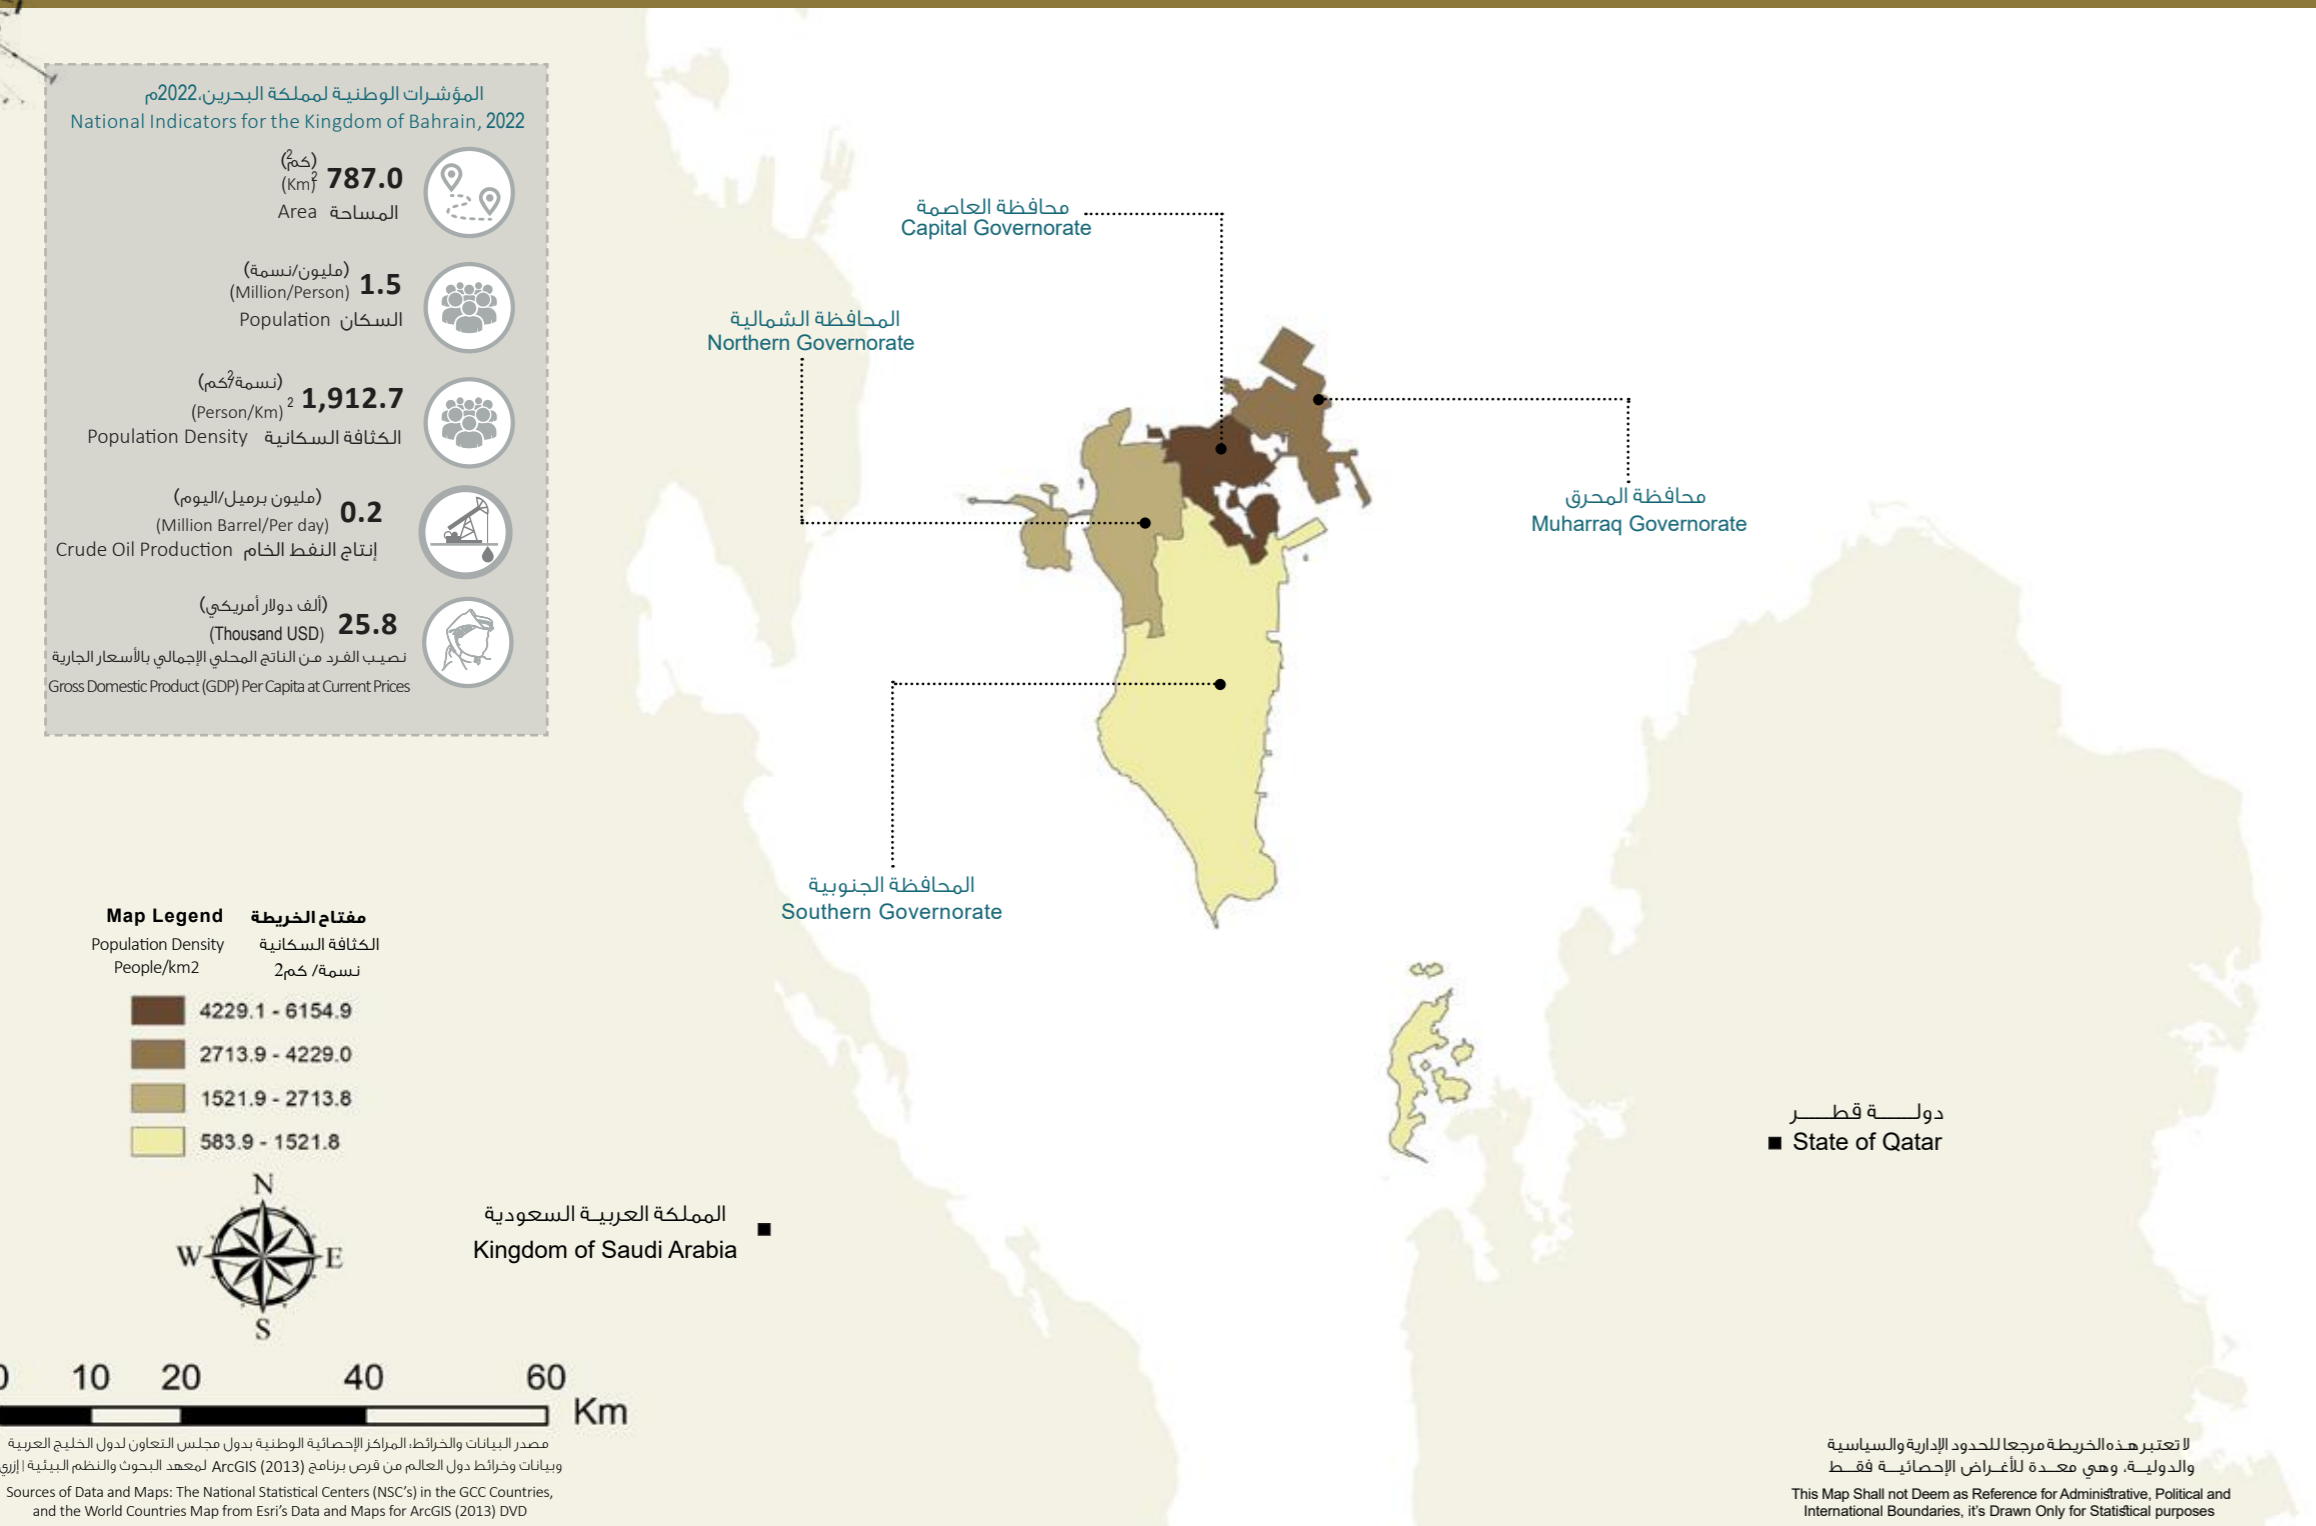 المؤشرات الوطنية لمملكة البحرين،2022م
National Indicators for the Kingdom of Bahrain, 2022
(كم2)
(Km)2 787.0
Area المساحة
(مليون/نسمة)
(Million/Person) 1.5
Population السكان
(نسمة/كم2)
(Person/Km) 2 1,912.7
Population Density الكثافة السكانية
(مليون برميل/اليوم)
(Million Barrel/Per day) 0.2
Crude Oil Production إنتاج النفط الخام
(ألف دولار أمريكي)
(Thousand USD) 25.8
نصيب الفرد من الناتج المحلي الإجمالي بالأسعار الجارية
Gross Domestic Product (GDP) Per Capita at Current Prices
محافظة العاصمة
Capital Governorate
المحافظة الشمالية
Northern Governorate
محافظة المحرق
Muharraq Governorate
المحافظة الجنوبية
Southern Governorate
Map Legend مفتاح الخريطة
Population Density الكثافة السكانية
People/km2 نسمة/ كم2
4229.1 - 6154.9
2713.9 - 4229.0
1521.9 - 2713.8
583.9 - 1521.8
N
W E
S
دولــــة قطــــر
State of Qatar
المملكة العربيـة السعودية
Kingdom of Saudi Arabia
0 10 20 40 60
Km
مصدر البيانات والخرائط، المراكز الإحصائية الوطنية بدول مجلس التعاون لدول الخليج العربية
وبيانات وخرائط دول العالم من قرص برنامج ArcGIS (2013) لمعهد البحوث والنظم البيئية | إزري
Sources of Data and Maps: The National Statistical Centers (NSC's) in the GCC Countries,
and the World Countries Map from Esri's Data and Maps for ArcGIS (2013) DVD
لا تعتبر هذه الخريطة مرجعا للحدود الإدارية والسياسية
والدوليـــة، وهي معـــدة للأغــراض الإحصائيـــة فقـــط
This Map Shall not Deem as Reference for Administrative, Political and
International Boundaries, it's Drawn Only for Statistical purposes